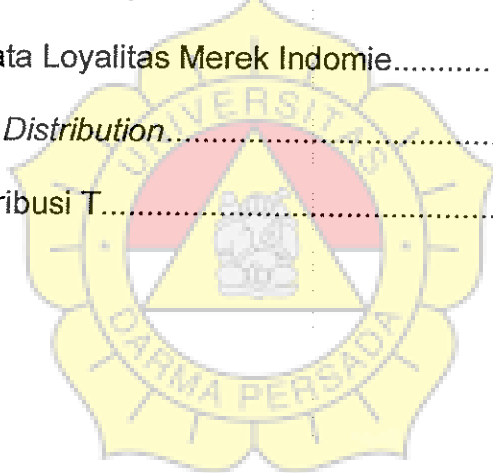 ata Loyalitas Merek Indomie...........
Distribution..............................................
ribusi T......................................................
UNIVERSITAS
DARMA PERSADA